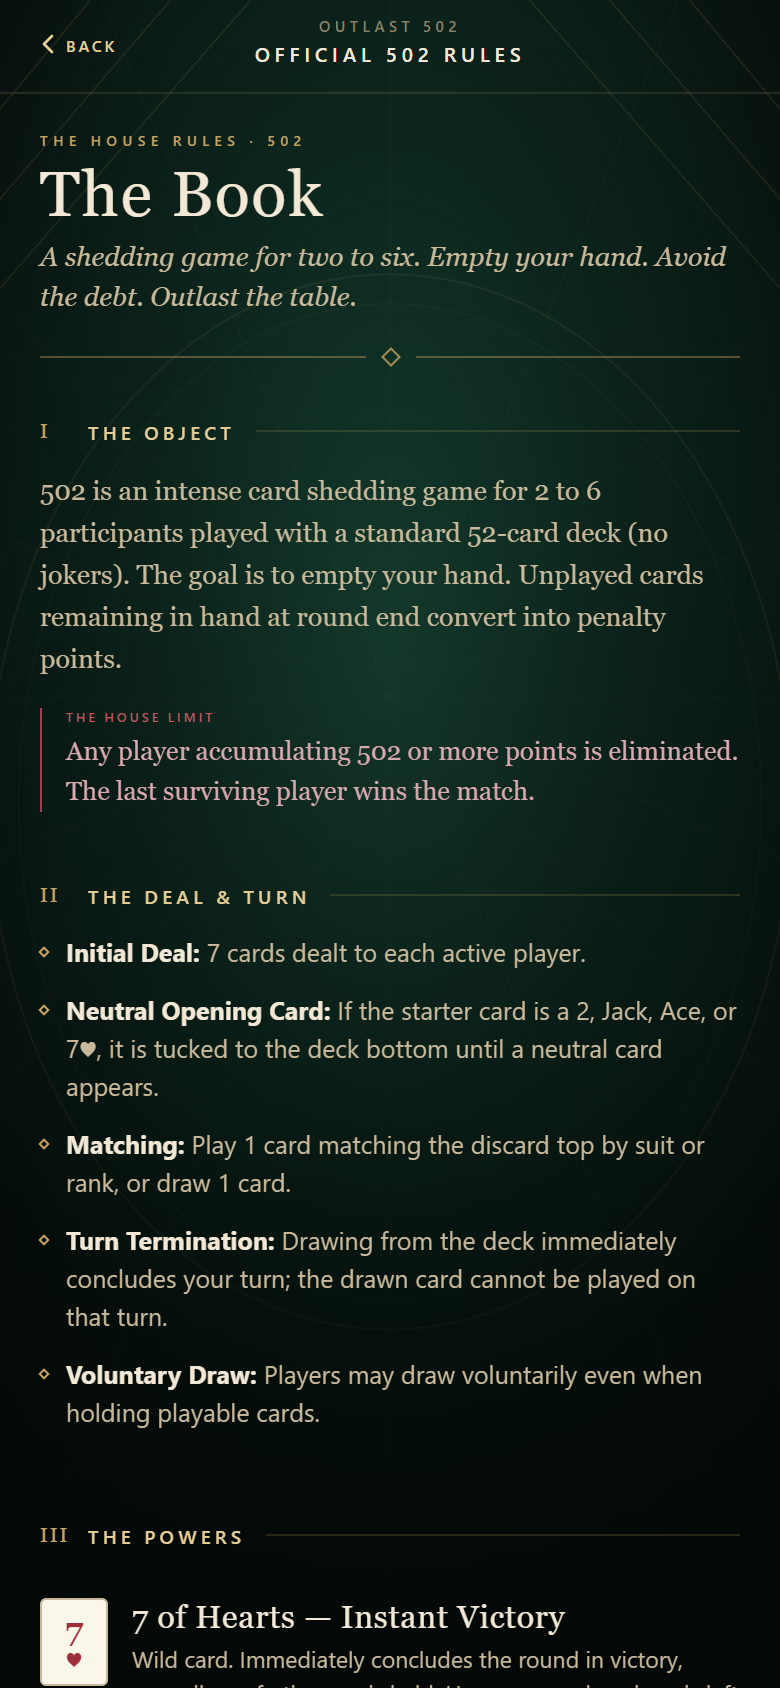 OUTLAST 502
BACK
OFFICIAL 502 RULES
THE HOUSE RULES · 502
The Book
A shedding game for two to six. Empty your hand. Avoid
the debt. Outlast the table.
I THE OBJECT
502 is an intense card shedding game for 2 to 6
participants played with a standard 52-card deck (no
jokers). The goal is to empty your hand. Unplayed cards
remaining in hand at round end convert into penalty
points.
THE HOUSE LIMIT
Any player accumulating 502 or more points is eliminated.
The last surviving player wins the match.
II THE DEAL & TURN
Initial Deal: 7 cards dealt to each active player.
Neutral Opening Card: If the starter card is a 2, Jack, Ace, or
7♥, it is tucked to the deck bottom until a neutral card
appears.
Matching: Play 1 card matching the discard top by suit or
rank, or draw 1 card.
Turn Termination: Drawing from the deck immediately
concludes your turn; the drawn card cannot be played on
that turn.
Voluntary Draw: Players may draw voluntarily even when
holding playable cards.
III THE POWERS
7♥
7 of Hearts — Instant Victory
Wild card. Immediately concludes the round in victory,